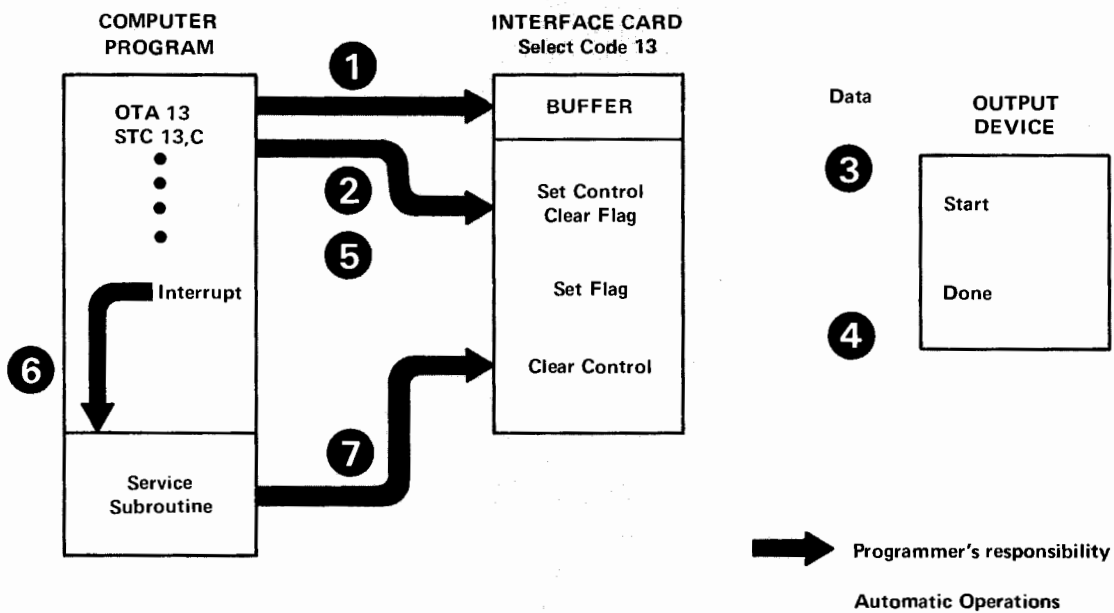 COMPUTER
PROGRAM
INTERFACE CARD
Select Code 13
1
OTA 13
STC 13,C
BUFFER
Data
OUTPUT
DEVICE
2
3
Set Control
Clear Flag
Start
5
Interrupt
Set Flag
Done
4
6
Clear Control
7
Service
Subroutine
Programmer's responsibility
Automatic Operations